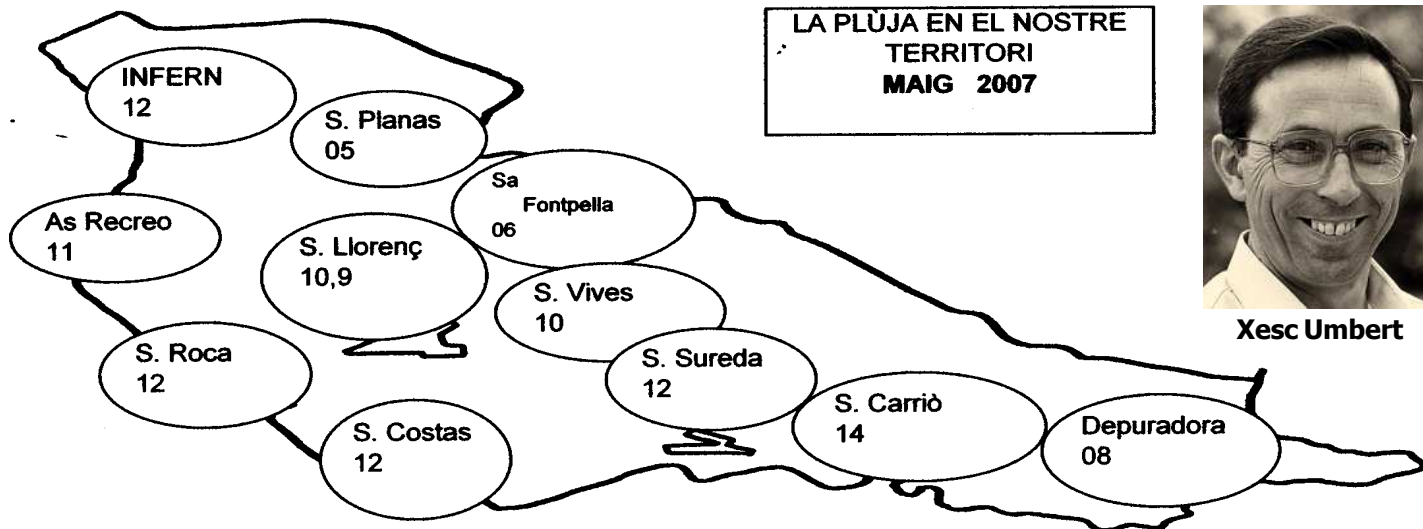 LA PLÙJA EN EL NOSTRE
TERRITORI
MAIG 2007
Xesc Umbert
INFERN
12
S. Planas
05
Sa
Fontpella
06
As Recreo
11
S. Llorenç
10,9
S. Vives
10
S. Roca
12
S. Sureda
12
S. Carriò
14
S. Costas
12
Depuradora
08